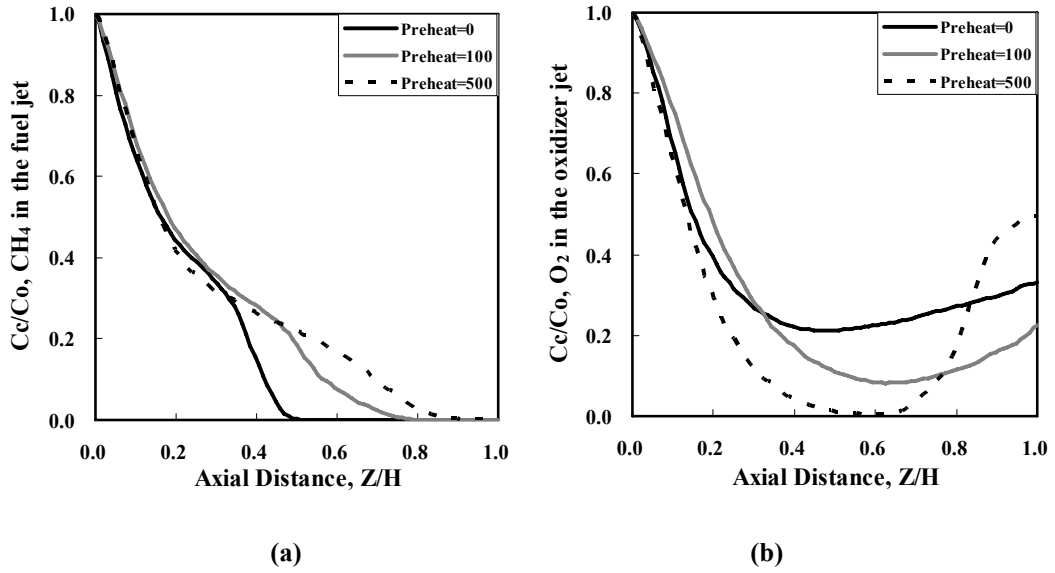 Preheat=0
Preheat=100
Preheat=500
Cc/Co, CH₄ in the fuel jet
1.0
0.8
0.6
0.4
0.2
0.0
0.0 0.2 0.4 0.6 0.8 1.0
Axial Distance, Z/H
(a)
Preheat=0
Preheat=100
Preheat=500
Cc/Co, O₂ in the oxidizer jet
1.0
0.8
0.6
0.4
0.2
0.0
0.0 0.2 0.4 0.6 0.8 1.0
Axial Distance, Z/H
(b)